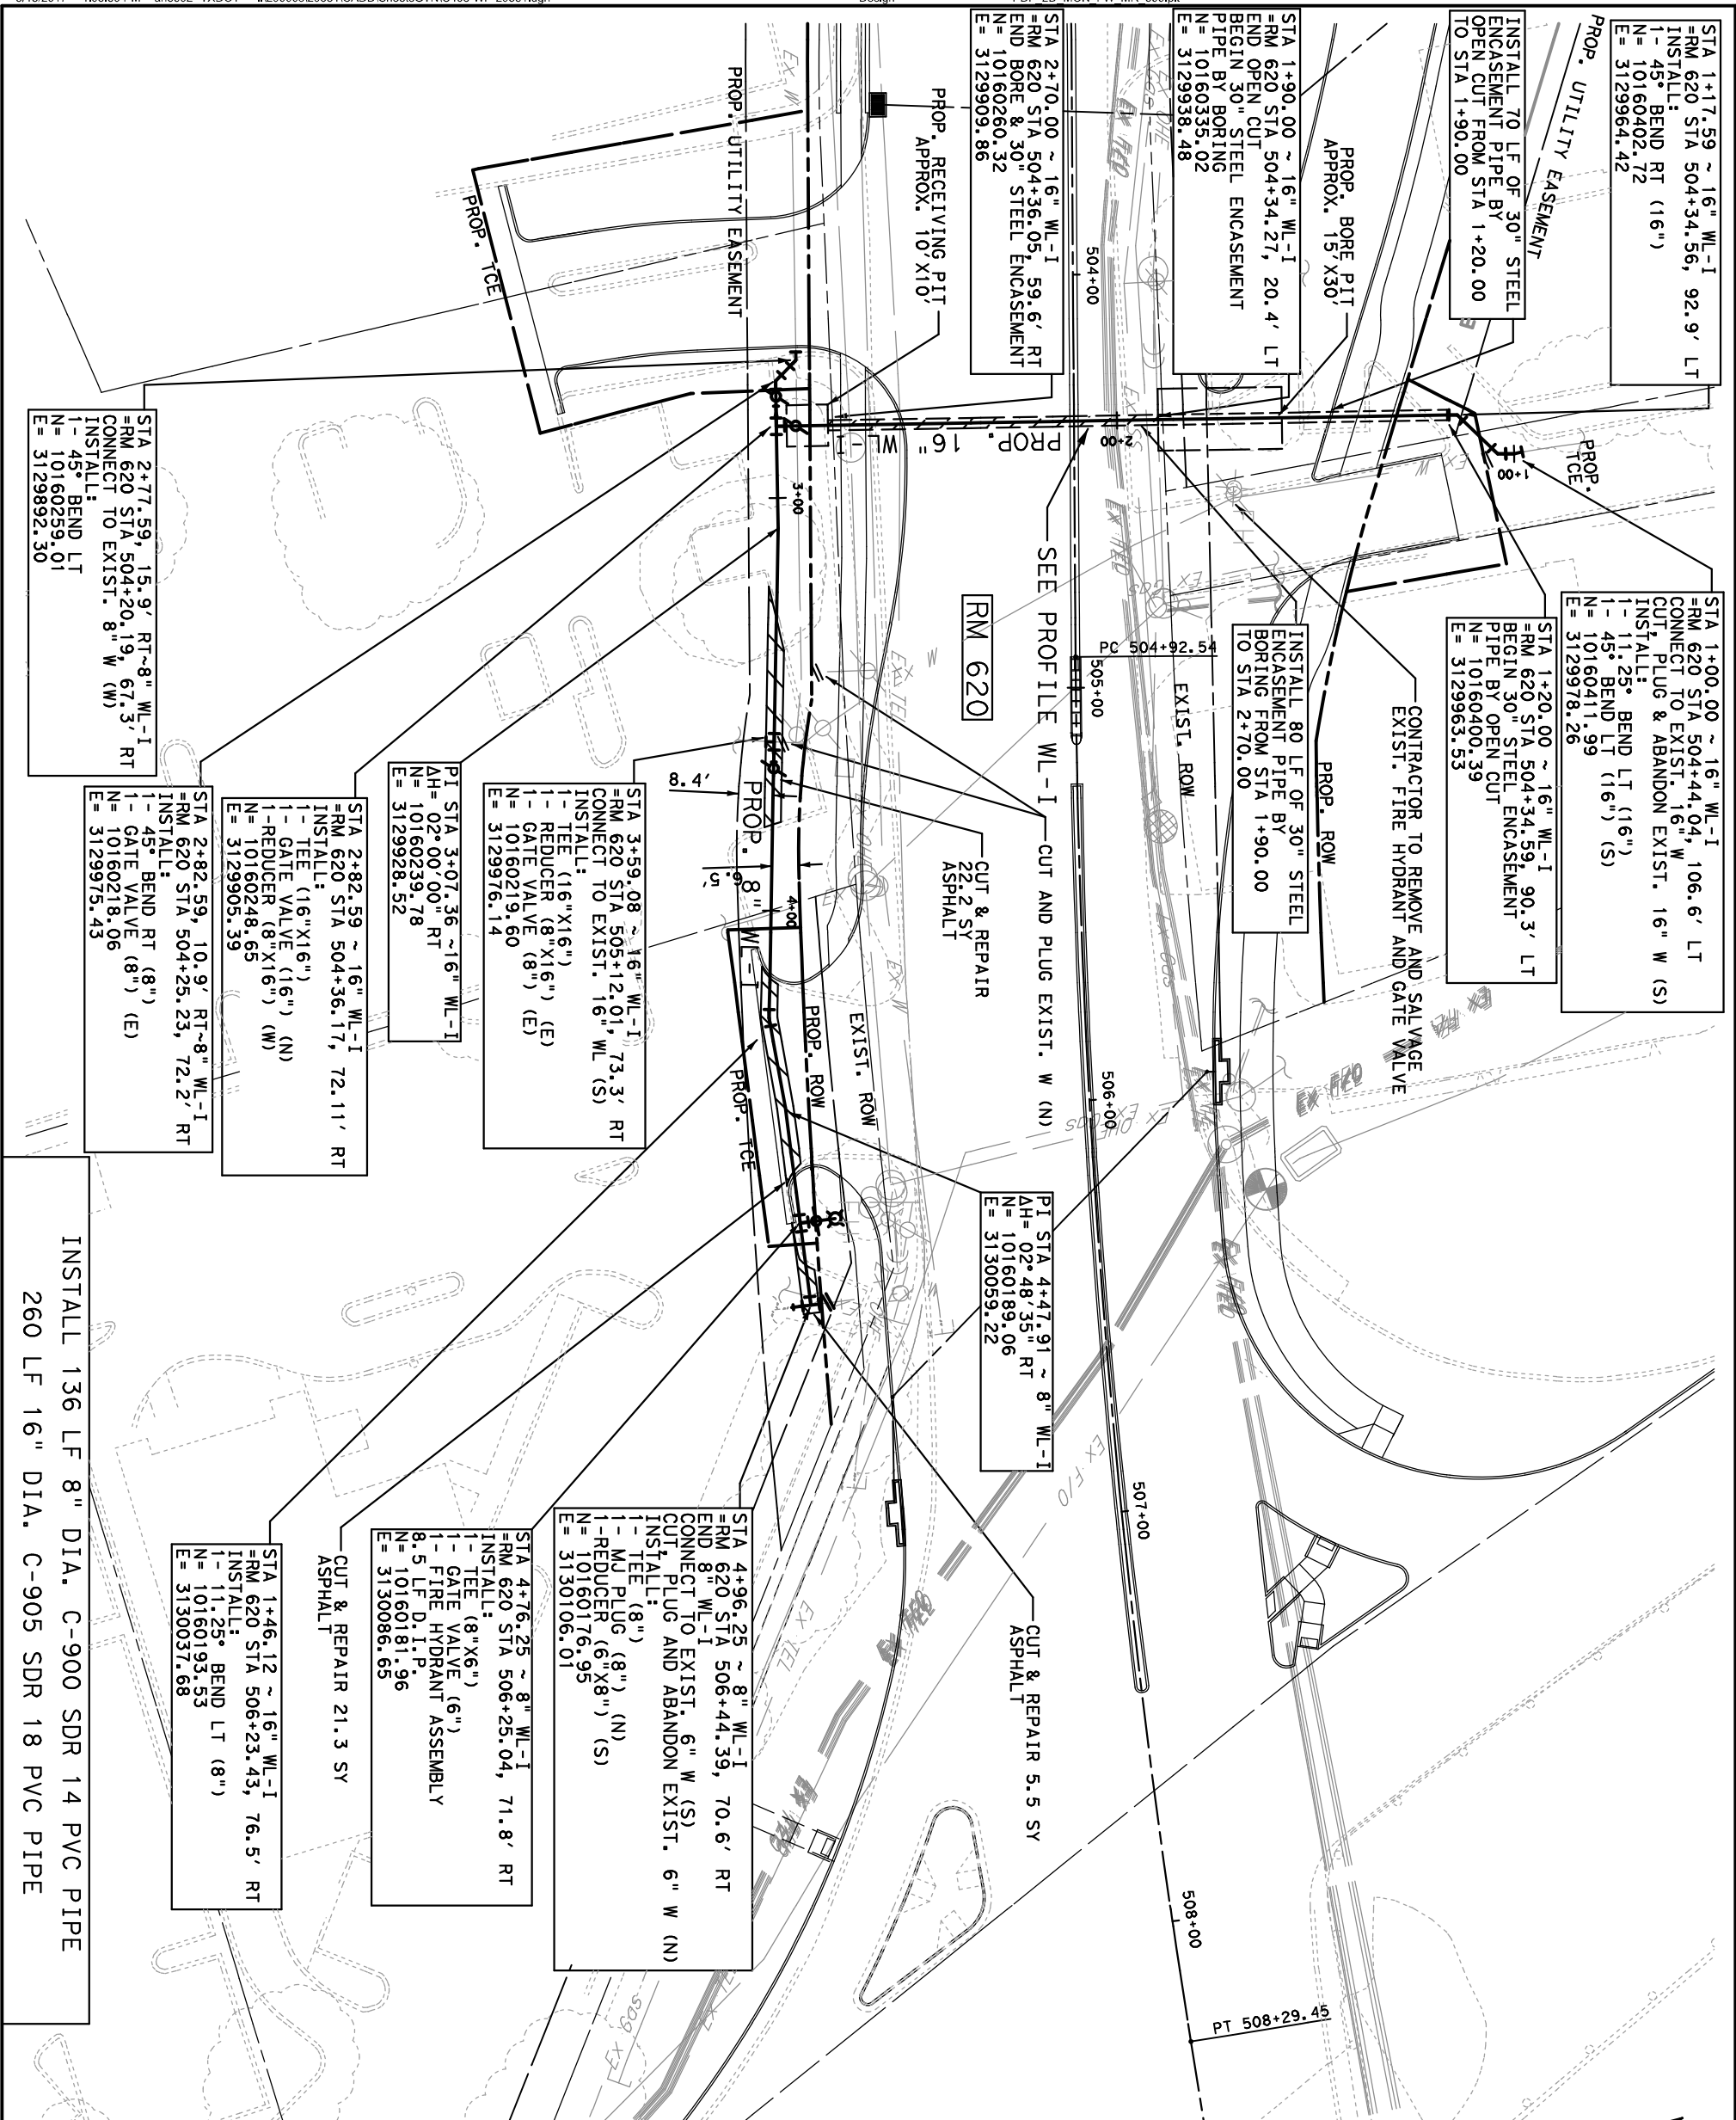 STA 1+17.59 ~ 16" WL-I
=RM 620 STA 504+34.56, 92.9' LT
INSTALL:
1- 45° BEND RT (16")
N= 10160402.72
E= 3129964.42
PROP. UTILITY EASEMENT
INSTALL 70 LF OF 30" STEEL
ENCASEMENT PIPE BY
OPEN CUT FROM STA 1+20.00
TO STA 1+90.00
PROP. BORE PIT
APPROX. 15'X30'
STA 1+90.00 ~ 16" WL-I
=RM 620 STA 504+34.27, 20.4' LT
END OPEN CUT
BEGIN 30" STEEL ENCASEMENT
PIPE BY BORING
N= 10160335.02
E= 3129938.48
STA 2+70.00 ~ 16" WL-I
=RM 620 STA 504+36.05, 59.6' RT
END BORE & 30" STEEL ENCASEMENT
N= 10160260.32
E= 3129909.86
PROP. RECEIVING PIT
APPROX. 10'X10'
PROP. UTILITY EASEMENT
PROP. TCE
STA 1+00.00 ~ 16" WL-I
=RM 620 STA 504+44.04, 106.6' LT
CONNECT TO EXIST. 16" W
CUT, PLUG & ABANDON EXIST. 16" W (S)
INSTALL:
1- 11.25° BEND LT (16")
1- 45° BEND LT (16") (S)
N= 10160411.99
E= 3129978.26
STA 1+20.00 ~ 16" WL-I
=RM 620 STA 504+34.59, 90.3' LT
BEGIN 30" STEEL ENCASEMENT
PIPE BY OPEN CUT
N= 10160400.39
E= 3129963.53
CONTRACTOR TO REMOVE AND SALVAGE
EXIST. FIRE HYDRANT AND GATE VALVE
PROP. TCE
1+00
PROP. ROW
INSTALL 80 LF OF 30" STEEL
ENCASEMENT PIPE BY
BORING FROM STA 1+90.00
TO STA 2+70.00
EXIST. ROW
PC 504+92.54
504+00
505+00
506+00
507+00
508+00
PT 508+29.45
SEE PROFILE WL-I
RM 620
2+00
PROP. 16" WL-I
3+00
4+00
CUT AND PLUG EXIST. W (N)
CUT & REPAIR
22.2 SY
ASPHALT
8.4'
6.5'
PROP. 8" WL-I
EXIST. ROW
PROP. ROW
PROP. TCE
PI STA 4+47.91 ~ 8" WL-I
ΔH= 02°48'35" RT
N= 10160189.06
E= 3130059.22
STA 3+59.08 ~ 16" WL-I
=RM 620 STA 505+12.01, 73.3' RT
CONNECT TO EXIST. 16" WL (S)
INSTALL:
1- TEE (16"X16")
1- REDUCER (8"X16") (E)
1- GATE VALVE (8") (E)
N= 10160219.60
E= 3129976.14
PI STA 3+07.36 ~16" WL-I
ΔH= 02°00'00" RT
N= 10160239.78
E= 3129928.52
STA 2+82.59 ~ 16" WL-I
=RM 620 STA 504+36.17, 72.11' RT
INSTALL:
1- TEE (16"X16")
1- GATE VALVE (16") (N)
1-REDUCER (8"X16") (W)
N= 10160248.65
E= 3129905.39
STA 2+82.59, 10.9' RT~8" WL-I
=RM 620 STA 504+25.23, 72.2' RT
INSTALL:
1- 45° BEND RT (8")
1- GATE VALVE (8") (E)
N= 10160218.06
E= 3129975.43
STA 2+77.59, 15.9' RT~8" WL-I
=RM 620 STA 504+20.19, 67.3' RT
CONNECT TO EXIST. 8" W (W)
INSTALL:
1- 45° BEND LT
N= 10160259.01
E= 3129892.30
CUT & REPAIR 5.5 SY
ASPHALT
STA 4+96.25 ~ 8" WL-I
=RM 620 STA 506+44.39, 70.6' RT
END 8" WL-I
CONNECT TO EXIST. 6" W (S)
CUT, PLUG AND ABANDON EXIST. 6" W (N)
INSTALL:
1- TEE (8")
1- MJ PLUG (8") (N)
1-REDUCER (6"X8") (S)
N= 10160176.95
E= 3130106.01
STA 4+76.25 ~ 8" WL-I
=RM 620 STA 506+25.04, 71.8' RT
INSTALL:
1- TEE (8"X6")
1- GATE VALVE (6")
1- FIRE HYDRANT ASSEMBLY
8.5 LF D.I.P.
N= 10160181.96
E= 3130086.65
CUT & REPAIR 21.3 SY
ASPHALT
STA 1+46.12 ~ 16" WL-I
=RM 620 STA 506+23.43, 76.5' RT
INSTALL:
1- 11.25° BEND LT (8")
N= 10160193.53
E= 3130037.68
INSTALL 136 LF 8" DIA. C-900 SDR 14 PVC PIPE
260 LF 16" DIA. C-905 SDR 18 PVC PIPE
EX F/O
EX TEL
EX GAS
EX W
EX OHE